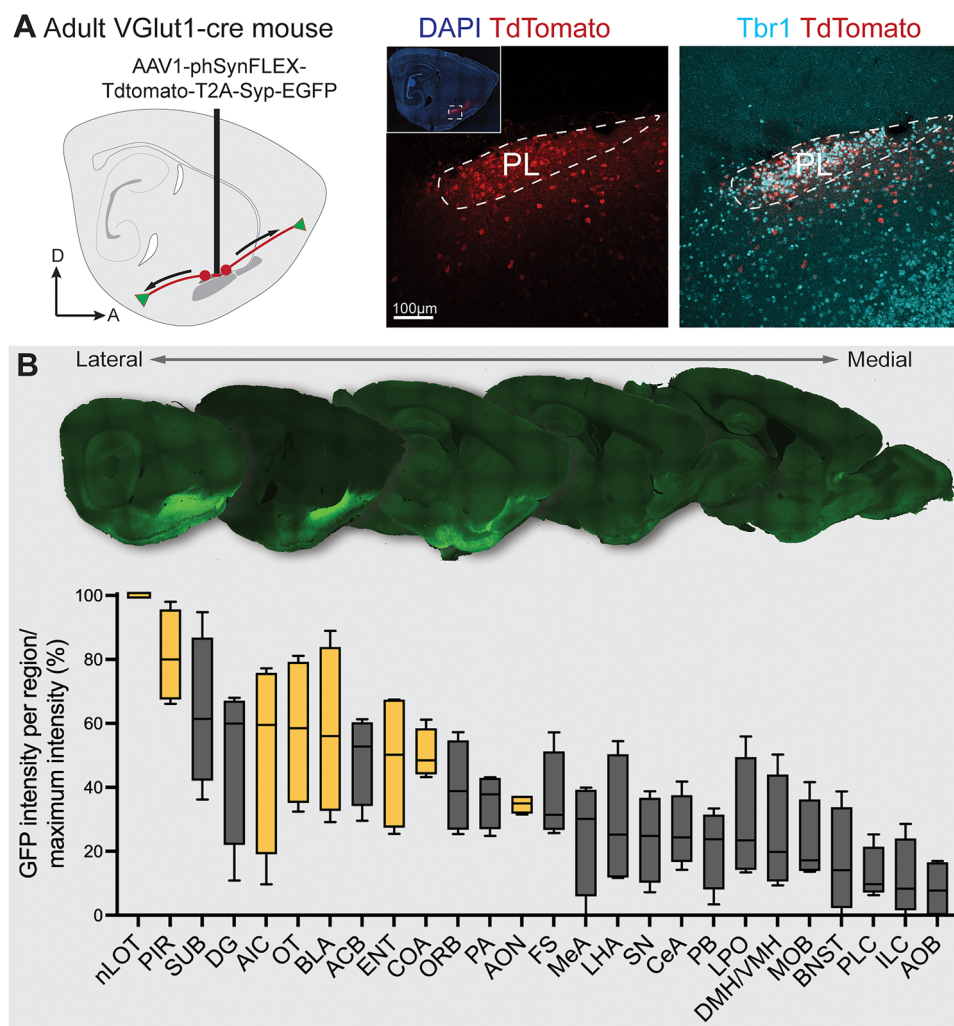 A Adult VGlut1-cre mouse
AAV1-phSynFLEX-
Tdtomato-T2A-Syp-EGFP
D
A
DAPI TdTomato
PL
100μm
Tbr1 TdTomato
PL
B
Lateral
Medial
GFP intensity per region/
maximum intensity (%)
100
80
60
40
20
0
nLOT
PIR
SUB
DG
AIC
OT
BLA
ACB
ENT
COA
ORB
PA
AON
FS
MeA
LHA
SN
CeA
PB
LPO
DMH/VMH
MOB
BNST
PLC
ILC
AOB